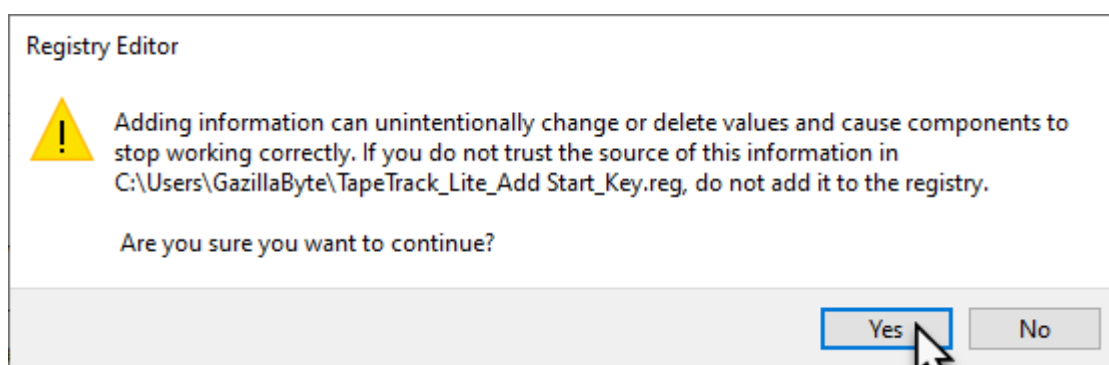 Registry Editor
!
Adding information can unintentionally change or delete values and cause components to
stop working correctly. If you do not trust the source of this information in
C:\Users\GazillaByte\TapeTrack_Lite_Add Start_Key.reg, do not add it to the registry.
Are you sure you want to continue?
Yes No